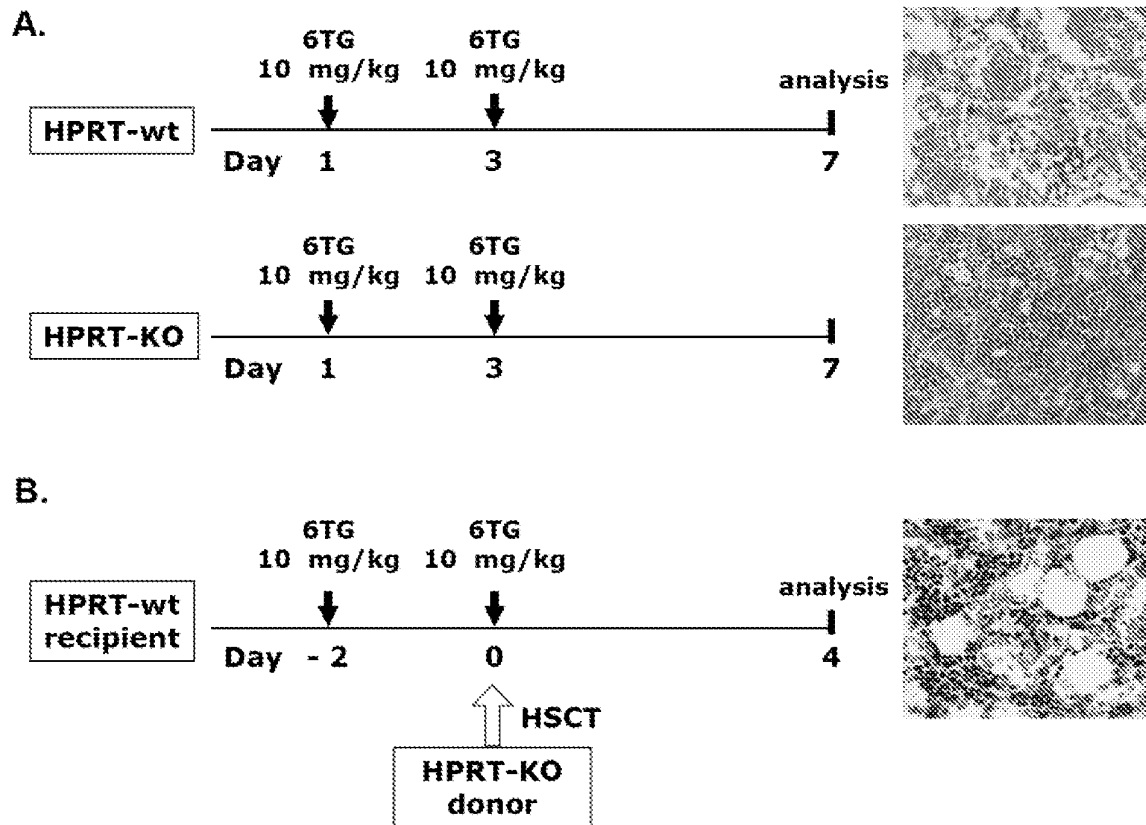 A.
6TG 6TG
10 mg/kg 10 mg/kg
analysis
HPRT-wt
Day 1 3 7
6TG 6TG
10 mg/kg 10 mg/kg
HPRT-KO
Day 1 3 7
B.
6TG 6TG
10 mg/kg 10 mg/kg
analysis
HPRT-wt
recipient
Day - 2 0 4
HSCT
HPRT-KO
donor